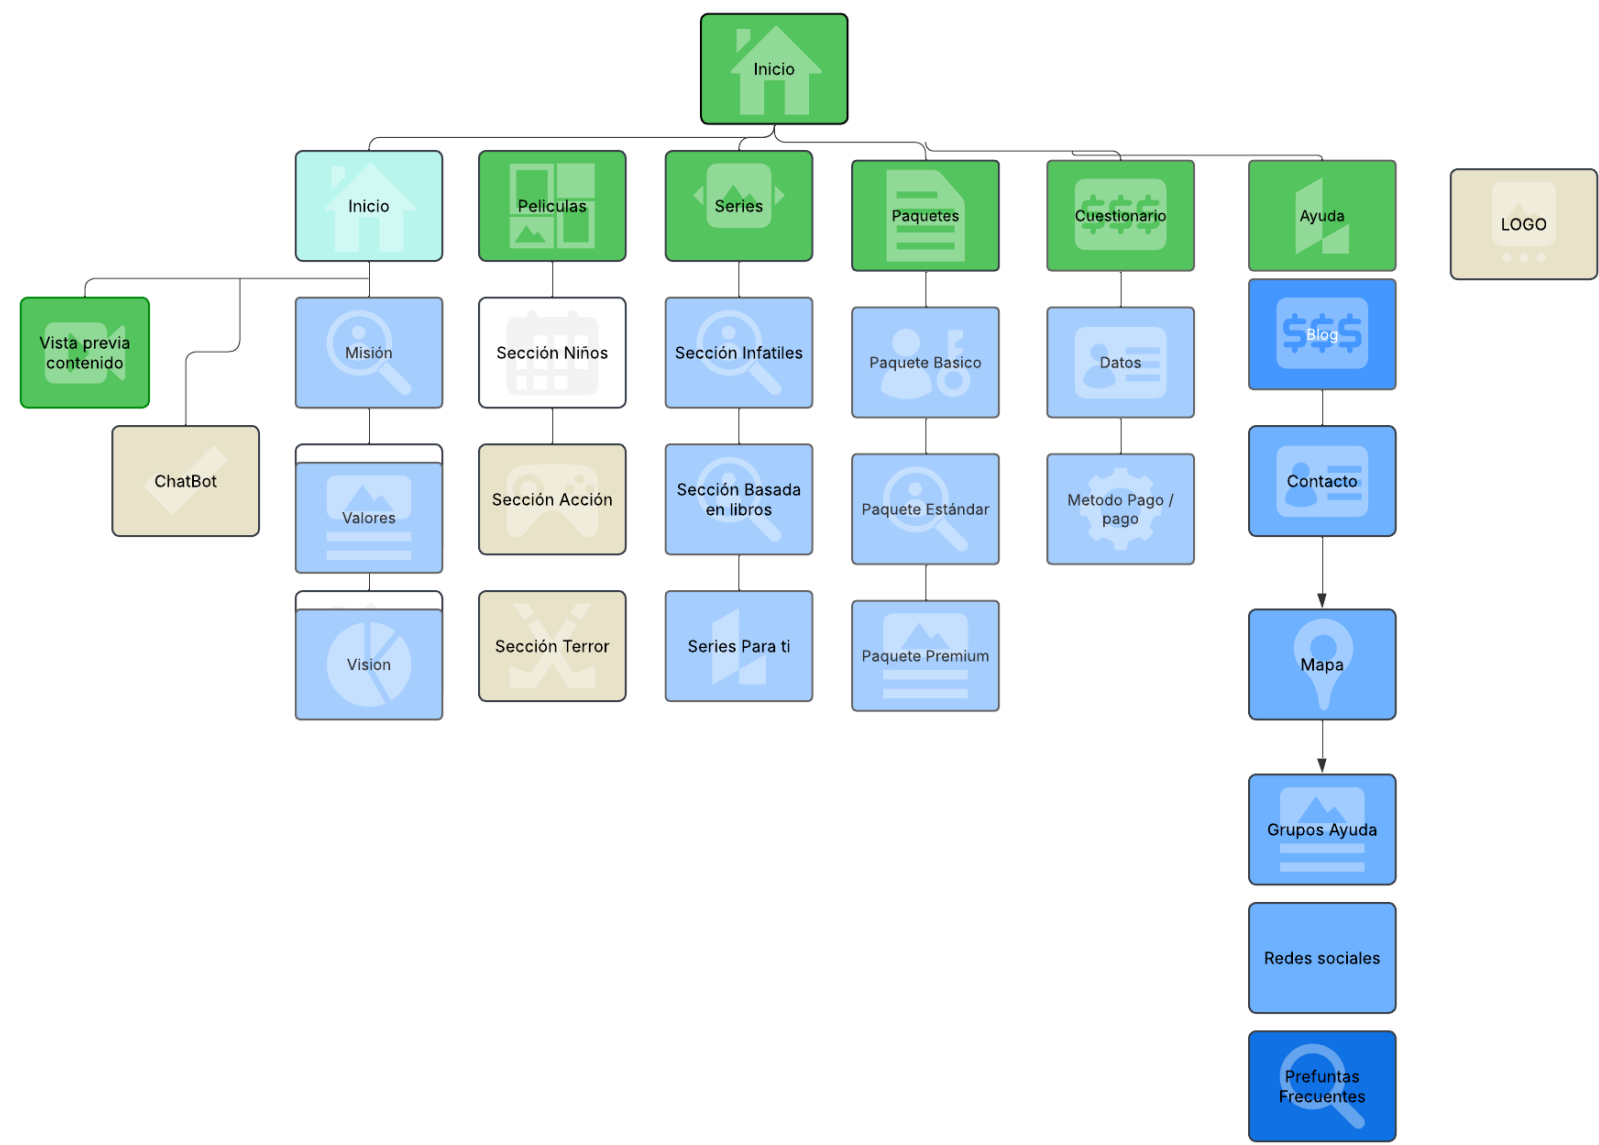 Inicio
Inicio
Peliculas
Series
Paquetes
Cuestionario
Ayuda
LOGO
Vista previa
contenido
Misión
Sección Niños
Sección Infatiles
Paquete Basico
Datos
Blog
ChatBot
Valores
Sección Acción
Sección Basada
en libros
Paquete Estándar
Metodo Pago /
pago
Contacto
Vision
Sección Terror
Series Para ti
Paquete Premium
Mapa
Grupos Ayuda
Redes sociales
Prefuntas
Frecuentes